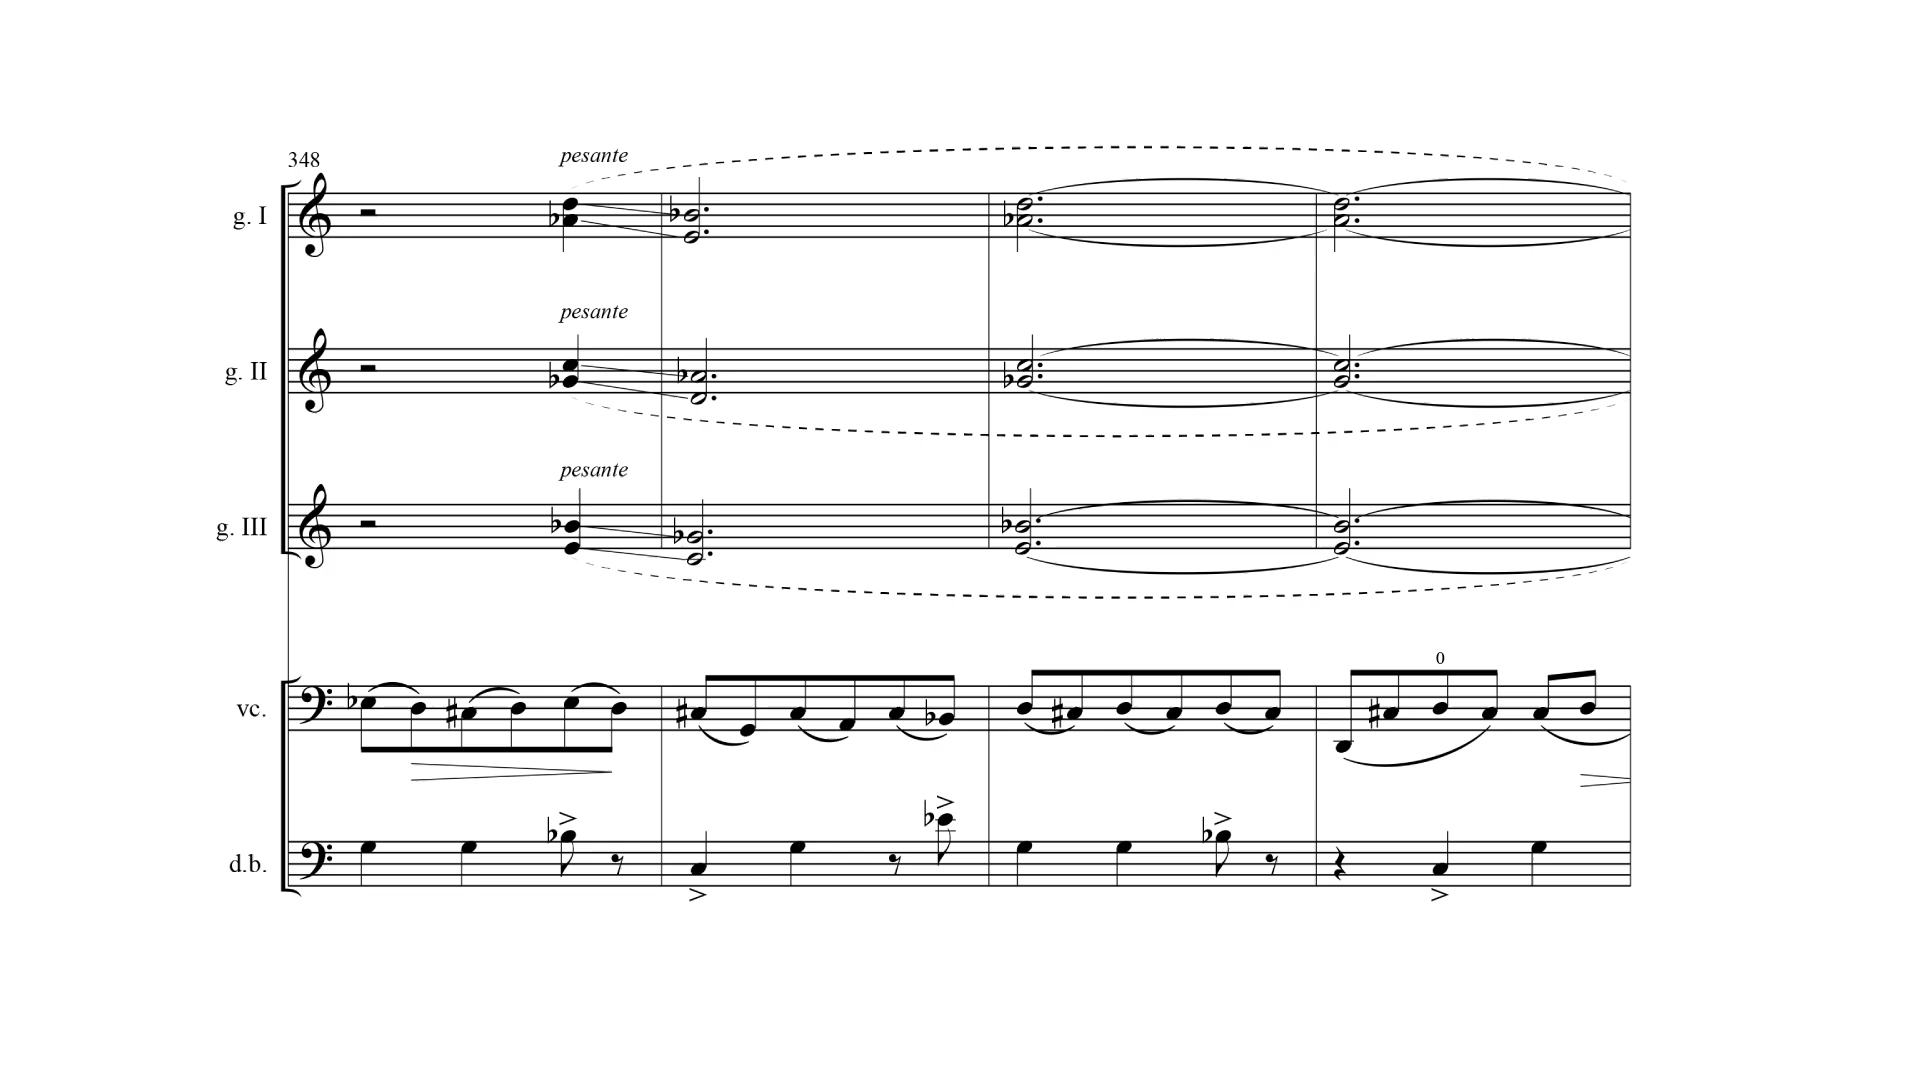 348
pesante
g. I
pesante
g. II
pesante
g. III
0
vc.
d.b.